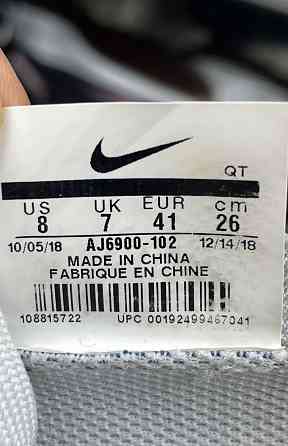 QT
US UK EUR cm
8 7 41 26
10/05/18 AJ6900-102 12/14/18
MADE IN CHINA
FABRIQUE EN CHINE
108815722 UPC 00192499467041